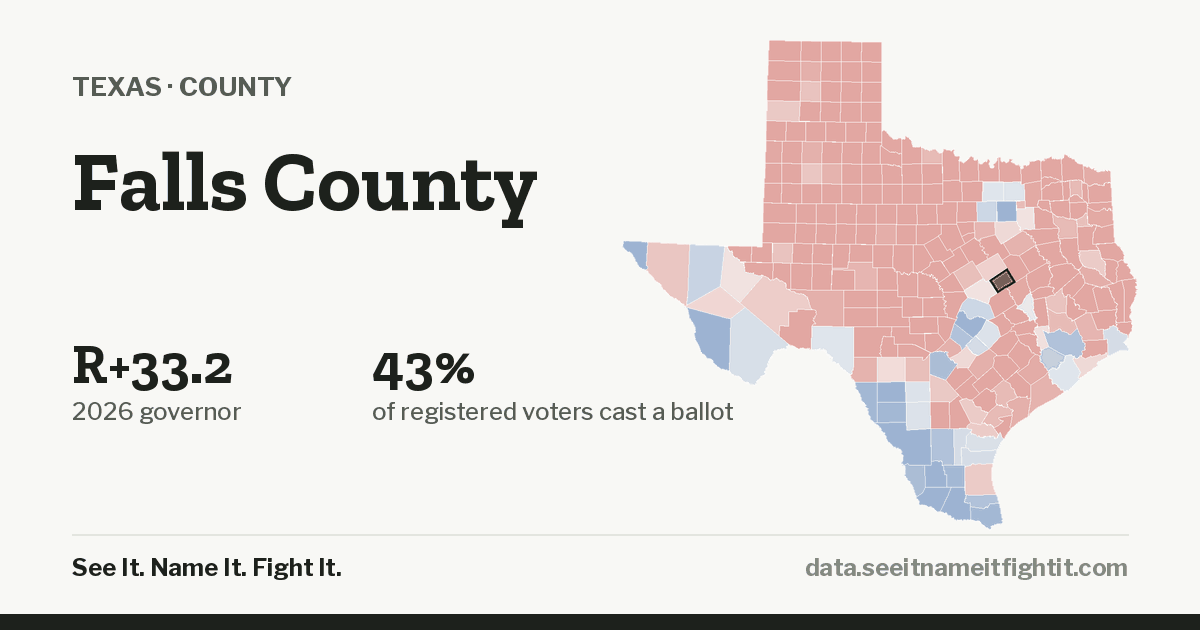 TEXAS · COUNTY
Falls County
R+33.2
2026 governor
43%
of registered voters cast a ballot
See It. Name It. Fight It.
data.seeitnameitfightit.com